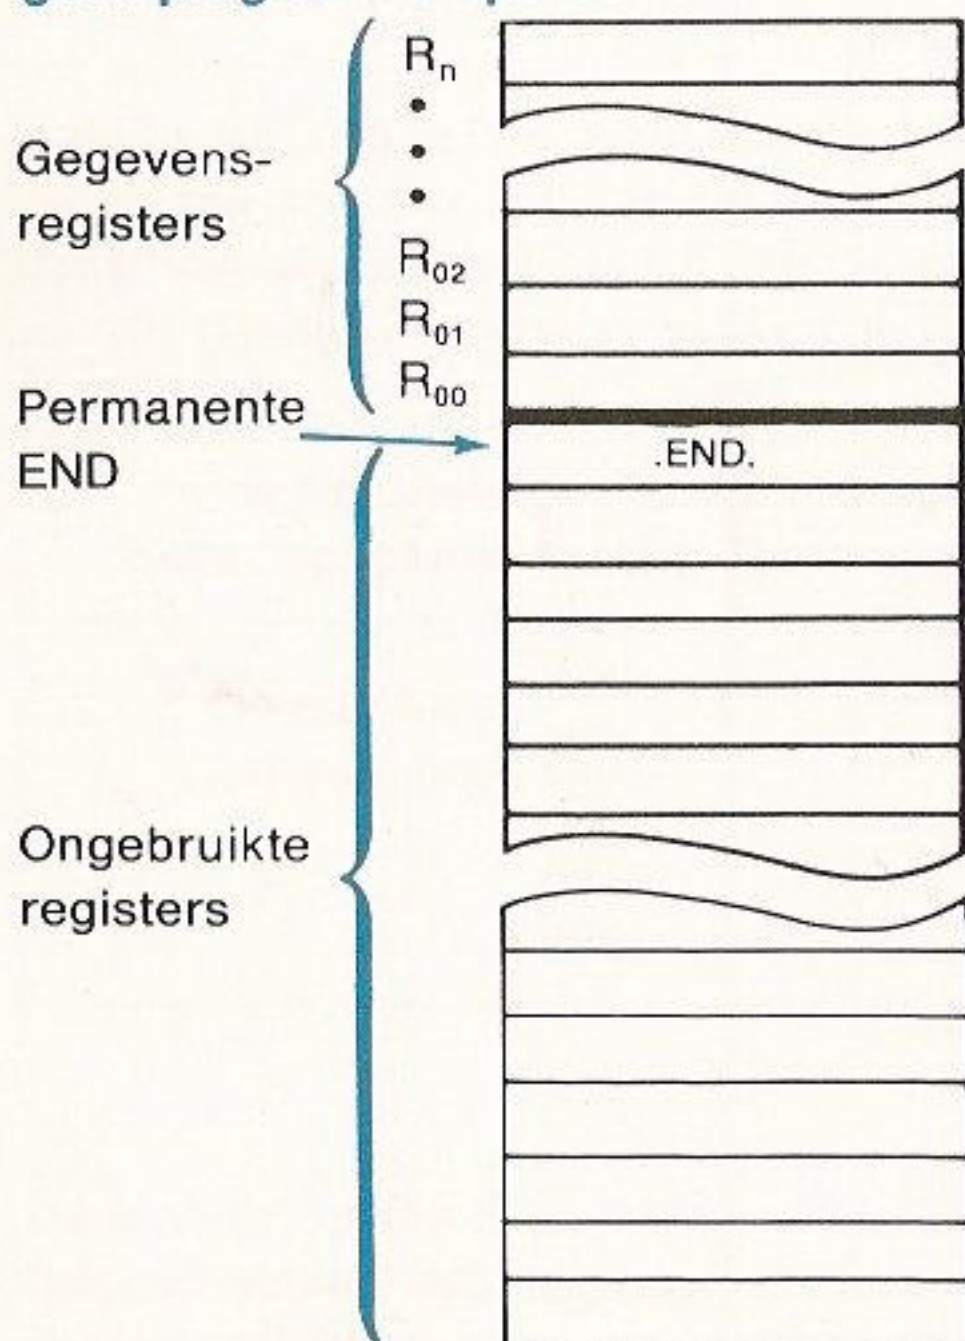 Gegevens-
registers
Rn
R02
R01
R00
Permanente
END
.END.
Ongebruikte
registers